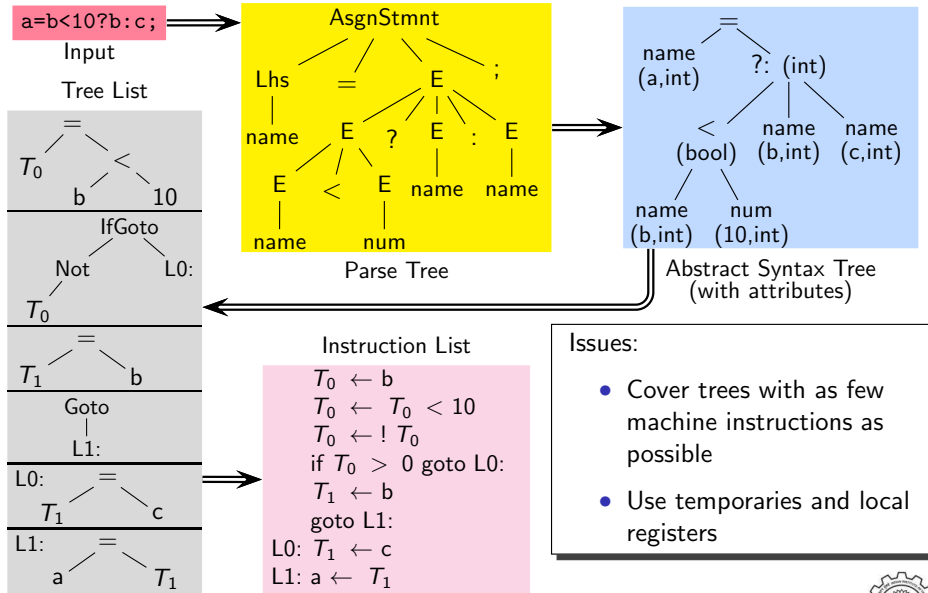 a=b<10?b:c;
Input
AsgnStmnt
Lhs = E ;
name E ? E : E
E < E name name
name num
Parse Tree
=
name ?: (int)
(a,int)
< name name
(bool) (b,int) (c,int)
name num
(b,int) (10,int)
Abstract Syntax Tree
(with attributes)
Tree List
=
T0 <
b 10
IfGoto
Not L0:
T0
=
T1 b
Goto
L1:
L0: =
T1 c
L1: =
a T1
Instruction List
T0 ← b
T0 ← T0 < 10
T0 ← ! T0
if T0 > 0 goto L0:
T1 ← b
goto L1:
L0: T1 ← c
L1: a ← T1
Issues:
• Cover trees with as few
machine instructions as
possible
• Use temporaries and local
registers